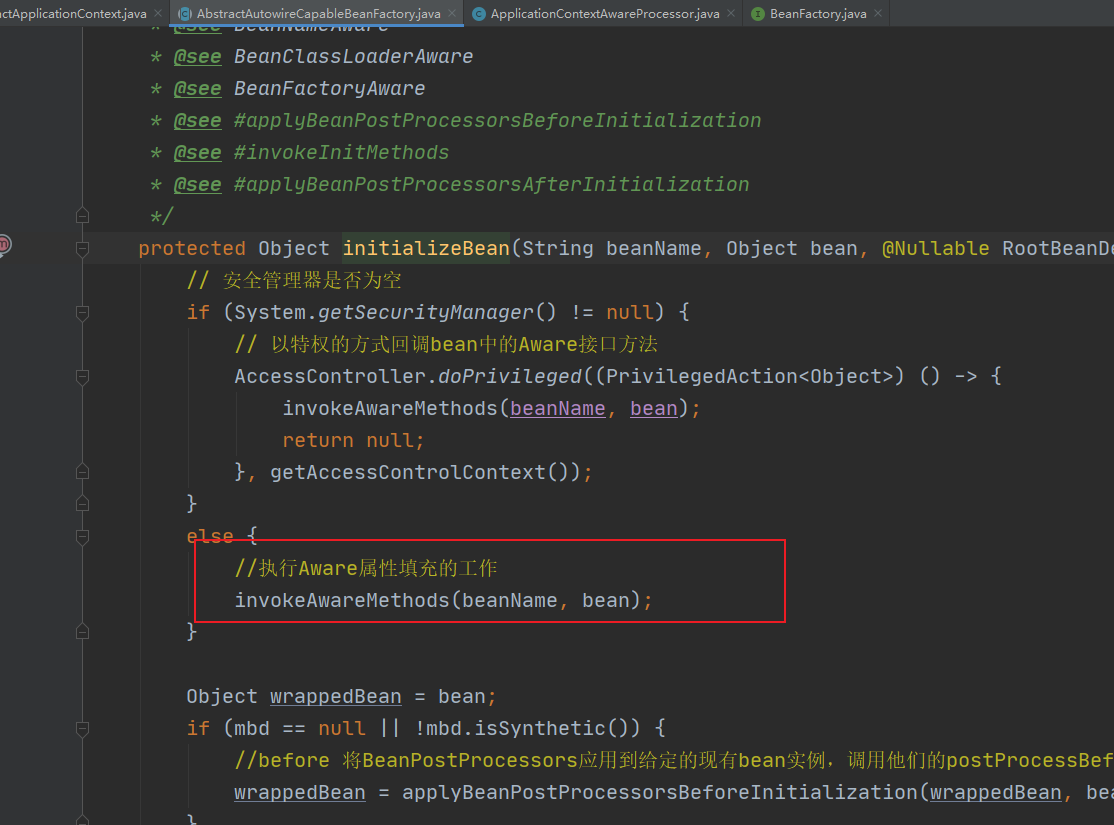 actApplicationContext.java AbstractAutowireCapableBeanFactory.java ApplicationContextAwareProcessor.java BeanFactory.java
* @see BeanNameAware
* @see BeanClassLoaderAware
* @see BeanFactoryAware
* @see #applyBeanPostProcessorsBeforeInitialization
* @see #invokeInitMethods
* @see #applyBeanPostProcessorsAfterInitialization
*/
protected Object initializeBean(String beanName, Object bean, @Nullable RootBeanDe
// 安全管理器是否为空
if (System.getSecurityManager() != null) {
// 以特权的方式回调bean中的Aware接口方法
AccessController.doPrivileged((PrivilegedAction<Object>) () -> {
invokeAwareMethods(beanName, bean);
return null;
}, getAccessControlContext());
}
else {
//执行Aware属性填充的工作
invokeAwareMethods(beanName, bean);
}
Object wrappedBean = bean;
if (mbd == null || !mbd.isSynthetic()) {
//before 将BeanPostProcessors应用到给定的现有bean实例，调用他们的postProcessBef
wrappedBean = applyBeanPostProcessorsBeforeInitialization(wrappedBean, bea
}